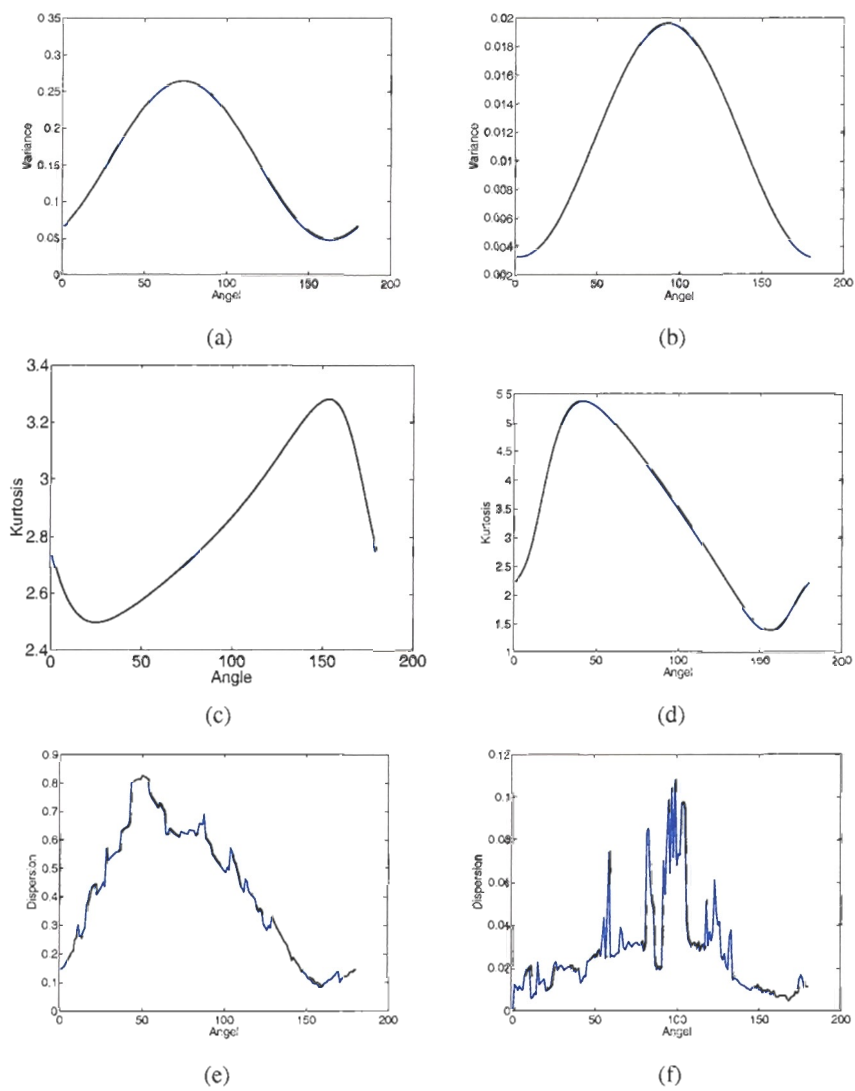 0.35
0.3
0.25
0.2
0.15
0.1
0.05
0
Variance
0 50 100 150 200
Angel
(a)
0.02
0.018
0.016
0.014
0.012
0.01
0.008
0.006
0.004
0.002
Variance
0 50 100 150 200
Angel
(b)
3.4
3.2
3
2.8
2.6
2.4
Kurtosis
0 50 100 150 200
Angle
(c)
5.5
5
4.5
4
3.5
3
2.5
2
1.5
1
Kurtosis
0 50 100 150 200
Angel
(d)
0.9
0.8
0.7
0.6
0.5
0.4
0.3
0.2
0.1
0
Dispersion
0 50 100 150 200
Angel
(e)
0.12
0.1
0.08
0.06
0.04
0.02
0
Dispersion
0 50 100 150 200
Angel
(f)